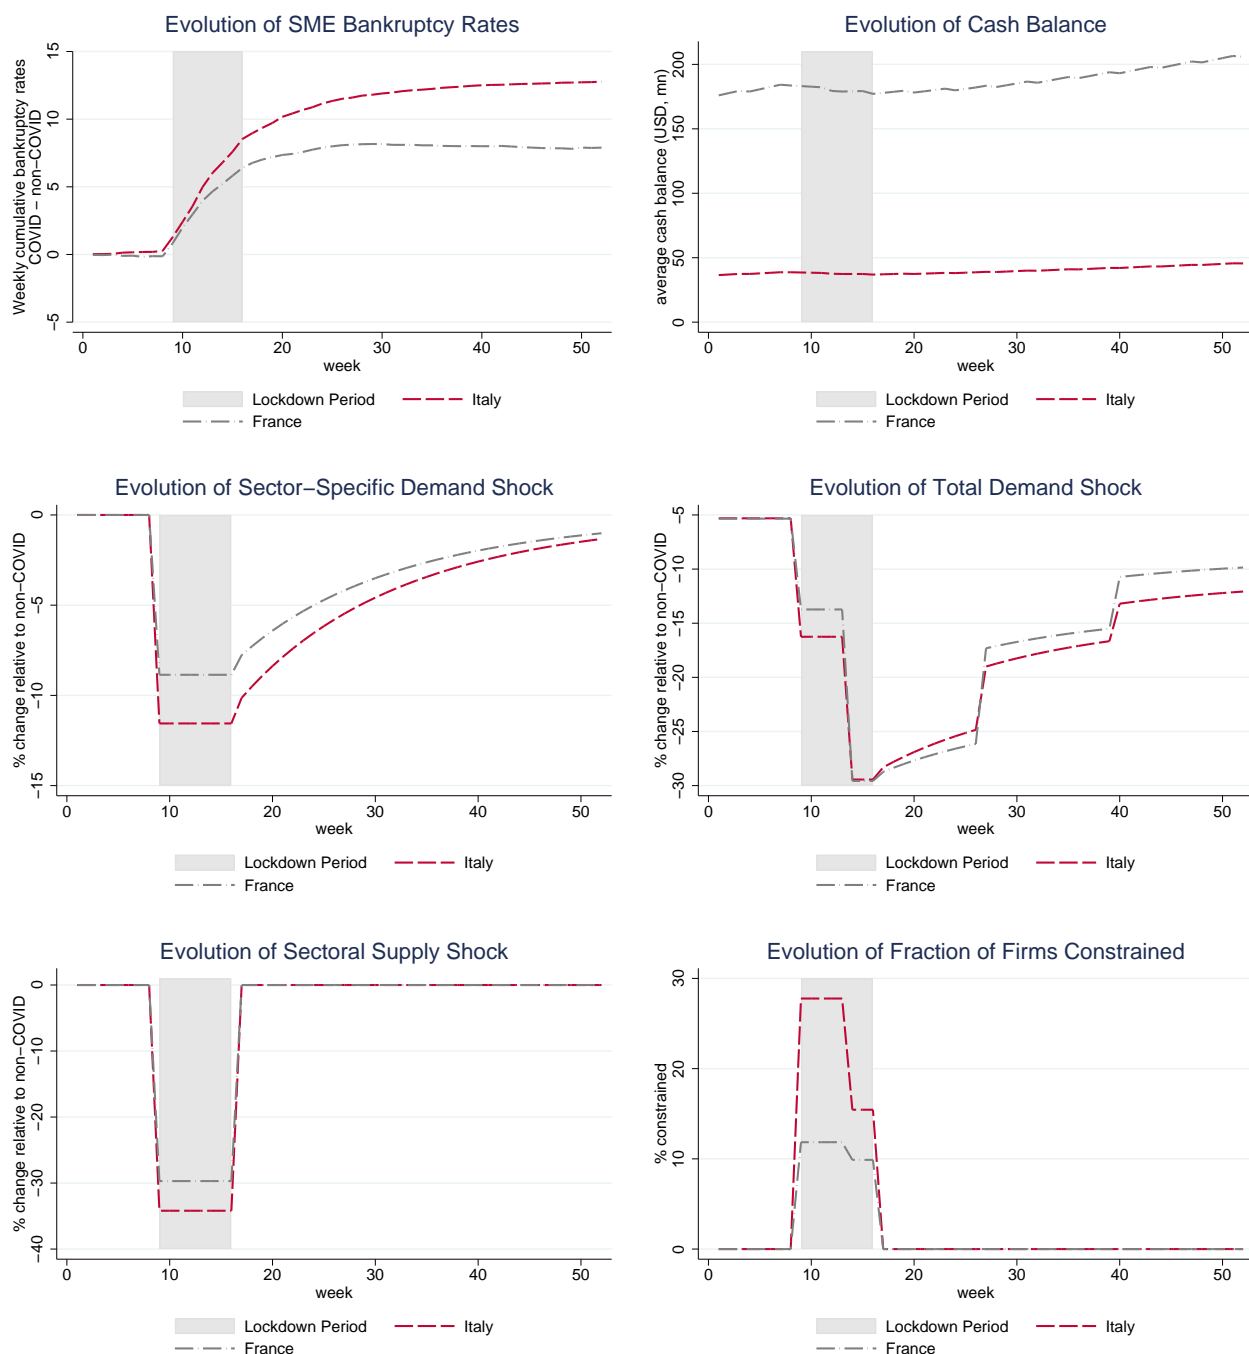 Evolution of SME Bankruptcy Rates
Weekly cumulative bankruptcy rates
COVID − non−COVID
15
10
5
0
−5
0 10 20 30 40 50
week
Lockdown Period Italy
France
Evolution of Cash Balance
average cash balance (USD, mn)
200
150
100
50
0
0 10 20 30 40 50
week
Lockdown Period Italy
France
Evolution of Sector−Specific Demand Shock
% change relative to non−COVID
0
−5
−10
−15
0 10 20 30 40 50
week
Lockdown Period Italy
France
Evolution of Total Demand Shock
% change relative to non−COVID
−5
−10
−15
−20
−25
−30
0 10 20 30 40 50
week
Lockdown Period Italy
France
Evolution of Sectoral Supply Shock
% change relative to non−COVID
0
−10
−20
−30
−40
0 10 20 30 40 50
week
Lockdown Period Italy
France
Evolution of Fraction of Firms Constrained
% constrained
30
20
10
0
0 10 20 30 40 50
week
Lockdown Period Italy
France